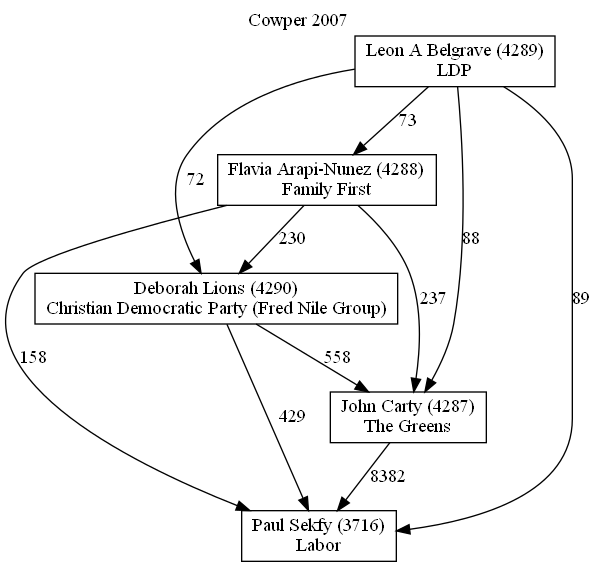 Cowper 2007
Leon A Belgrave (4289)
LDP
73
Flavia Arapi-Nunez (4288)
Family First
72
230
88
237
89
Deborah Lions (4290)
Christian Democratic Party (Fred Nile Group)
158
558
429
John Carty (4287)
The Greens
8382
Paul Sekfy (3716)
Labor